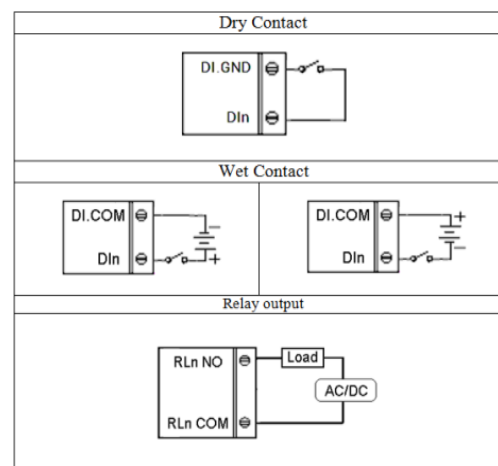 Dry Contact
DI.GND
DIn
Wet Contact
DI.COM
−
DIn
+
DI.COM
+
DIn
−
Relay output
RLn NO
Load
AC/DC
RLn COM